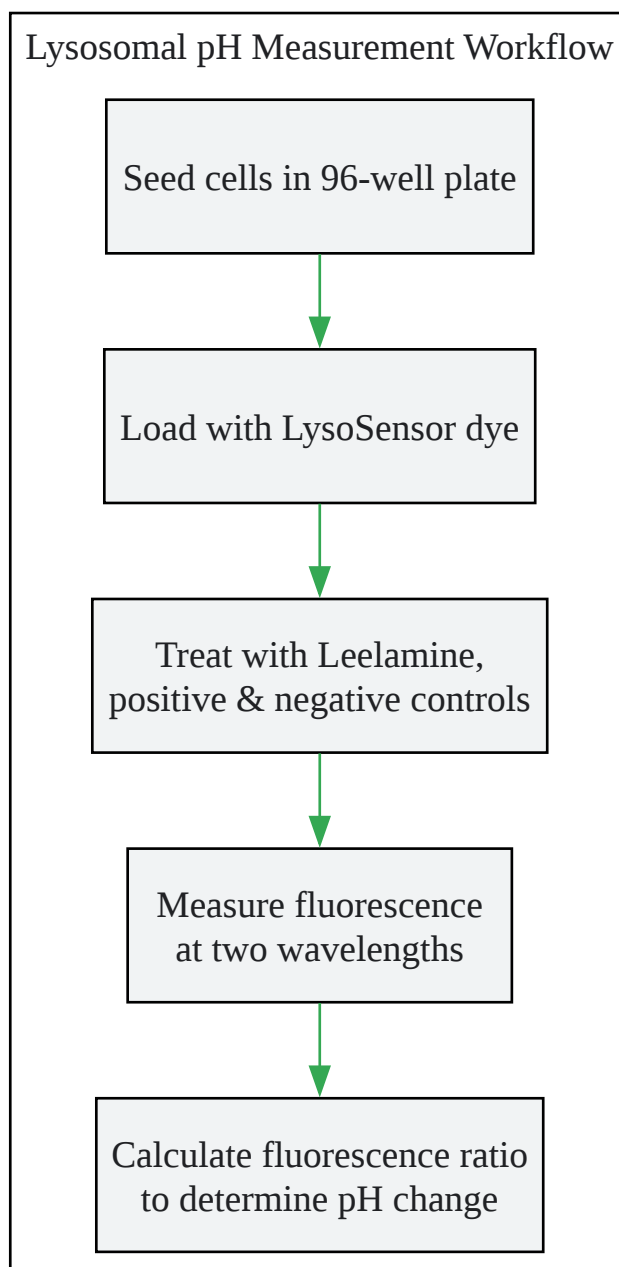 Lysosomal pH Measurement Workflow
Seed cells in 96-well plate
Load with LysoSensor dye
Treat with Leelamine,
positive & negative controls
Measure fluorescence
at two wavelengths
Calculate fluorescence ratio
to determine pH change